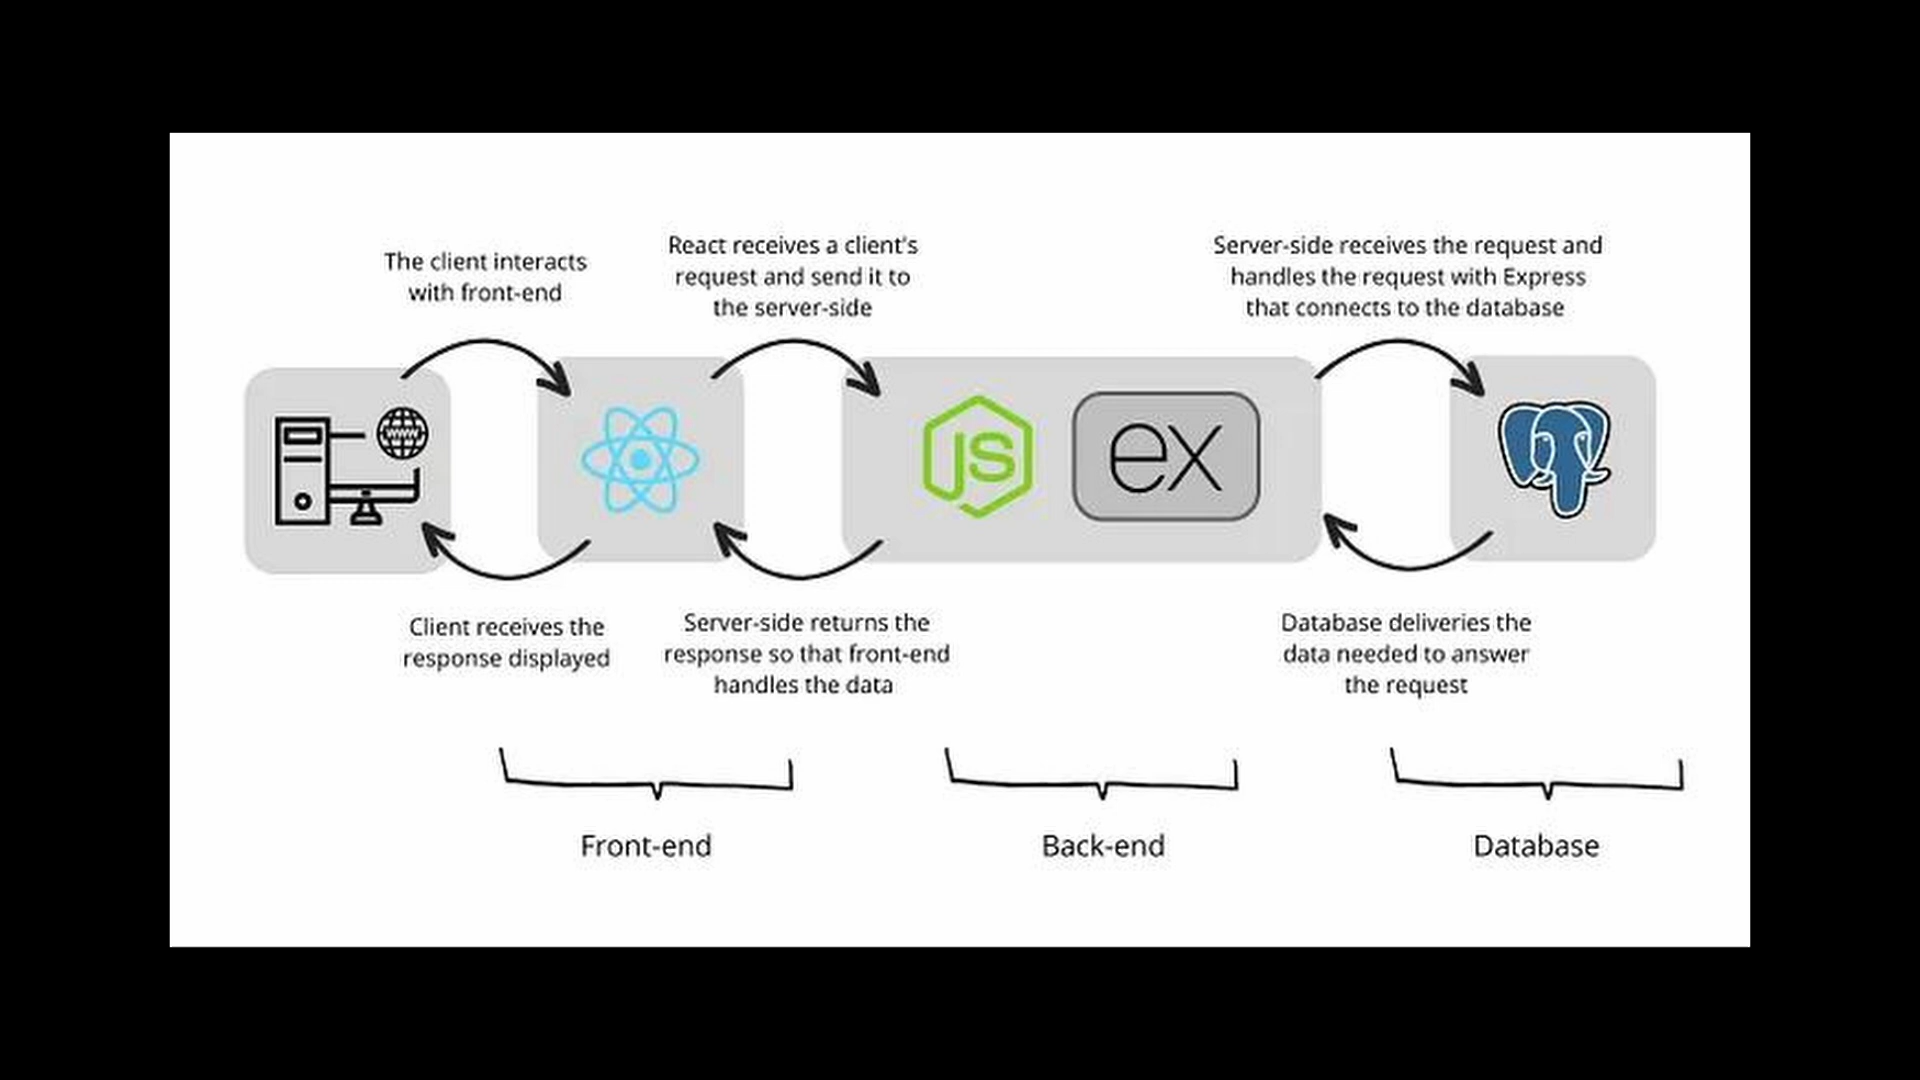 The client interacts
with front-end
React receives a client's
request and send it to
the server-side
Server-side receives the request and
handles the request with Express
that connects to the database
www
JS
ex
Client receives the
response displayed
Server-side returns the
response so that front-end
handles the data
Database deliveries the
data needed to answer
the request
Front-end
Back-end
Database